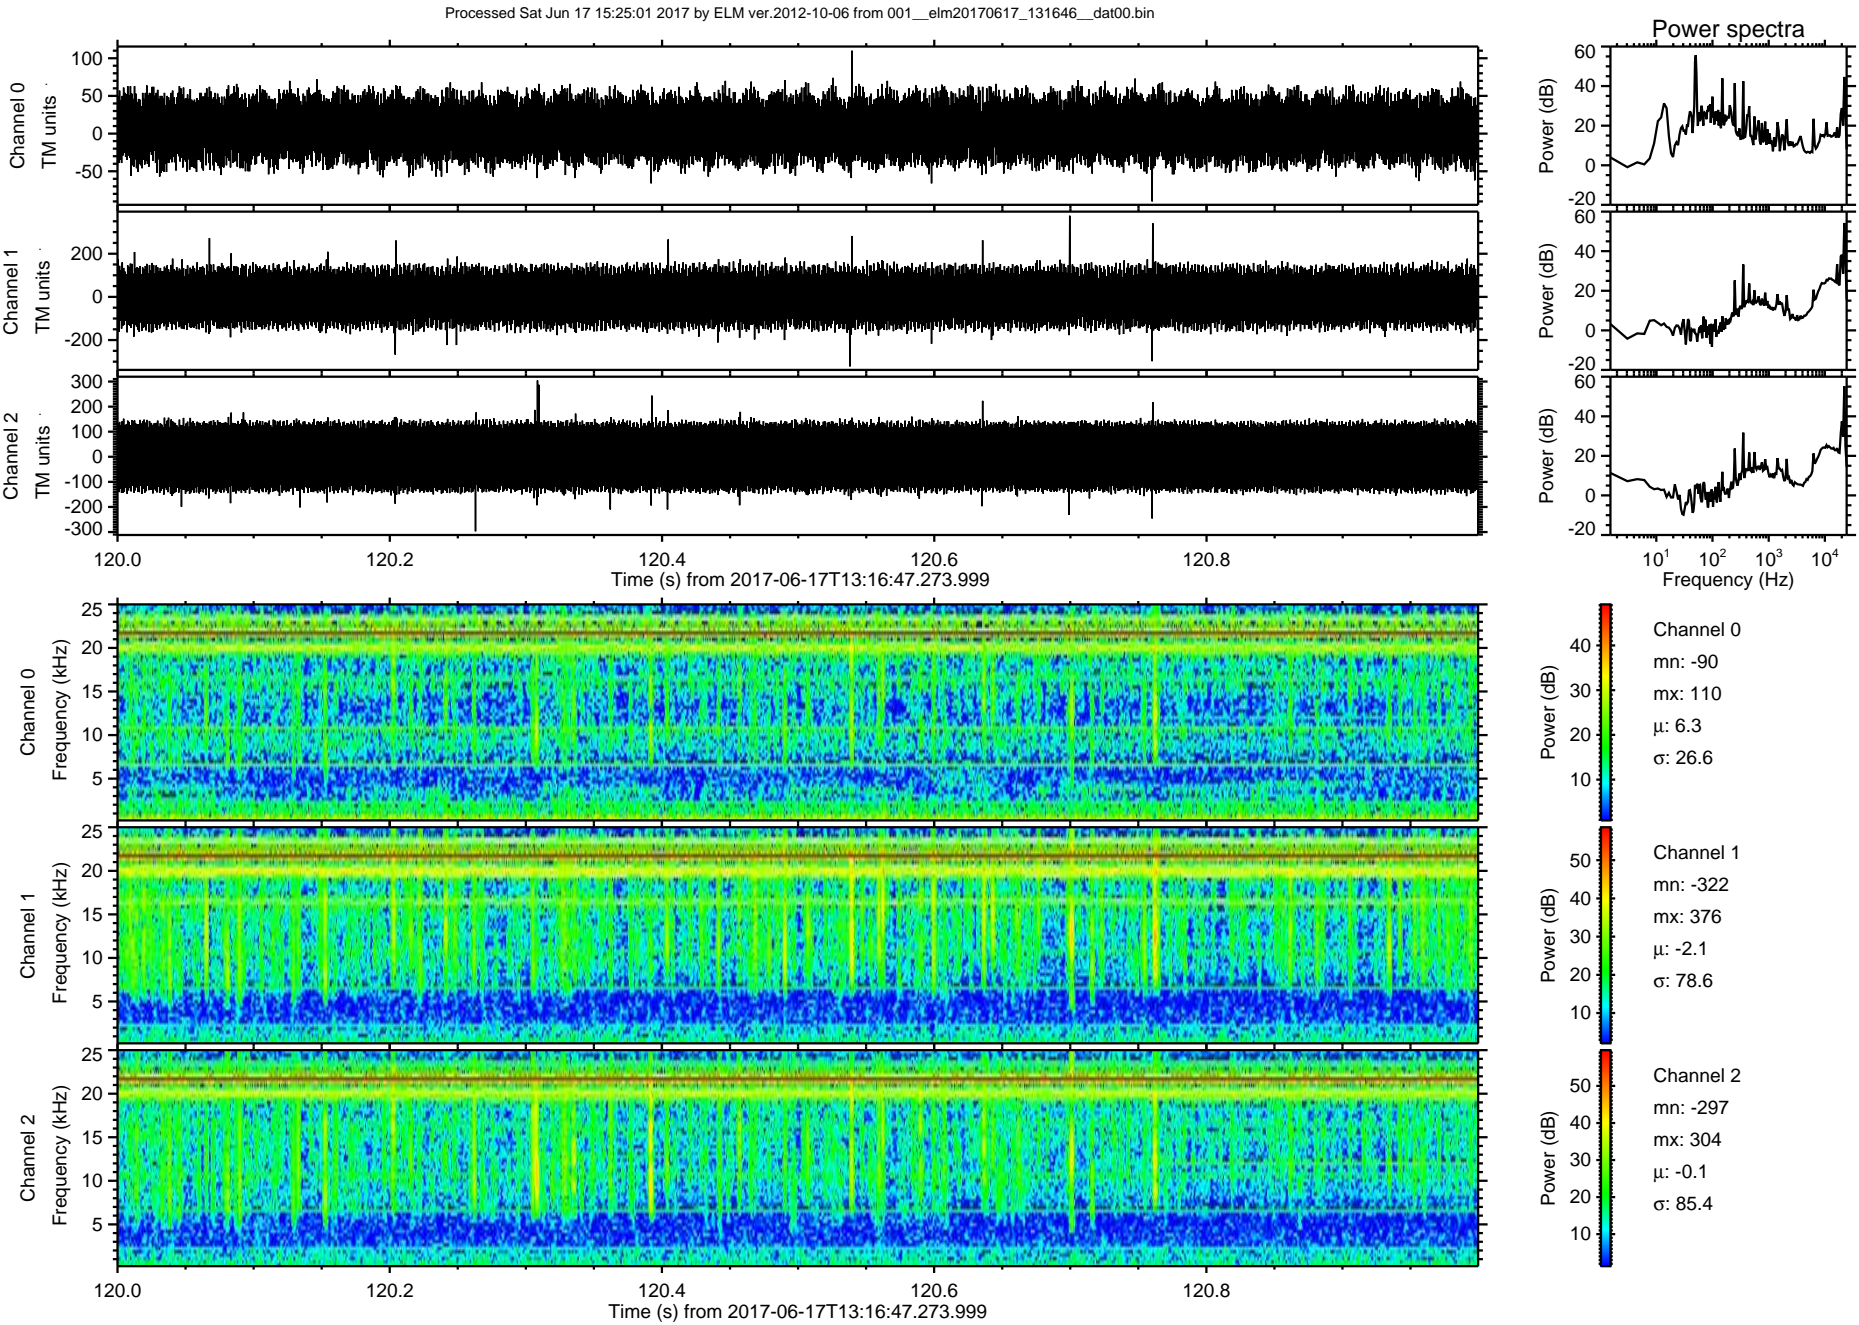 Processed Sat Jun 17 15:25:01 2017 by ELM ver.2012-10-06 from 001__elm20170617_131646__dat00.bin
Power spectra
Channel 0
TM units
100
50
0
-50
Power (dB)
60
40
20
0
-20
Channel 1
TM units
200
0
-200
Power (dB)
60
40
20
0
-20
Channel 2
TM units
300
200
100
0
-100
-200
-300
Power (dB)
60
40
20
0
-20
120.0 120.2 120.4 120.6 120.8
Time (s) from 2017-06-17T13:16:47.273.999
10¹ 10² 10³ 10⁴
Frequency (Hz)
Channel 0
Frequency (kHz)
25
20
15
10
5
Power (dB)
40
30
20
10
Channel 0
mn: -90
mx: 110
μ: 6.3
σ: 26.6
Channel 1
Frequency (kHz)
25
20
15
10
5
Power (dB)
50
40
30
20
10
Channel 1
mn: -322
mx: 376
μ: -2.1
σ: 78.6
Channel 2
Frequency (kHz)
25
20
15
10
5
Power (dB)
50
40
30
20
10
Channel 2
mn: -297
mx: 304
μ: -0.1
σ: 85.4
120.0 120.2 120.4 120.6 120.8
Time (s) from 2017-06-17T13:16:47.273.999